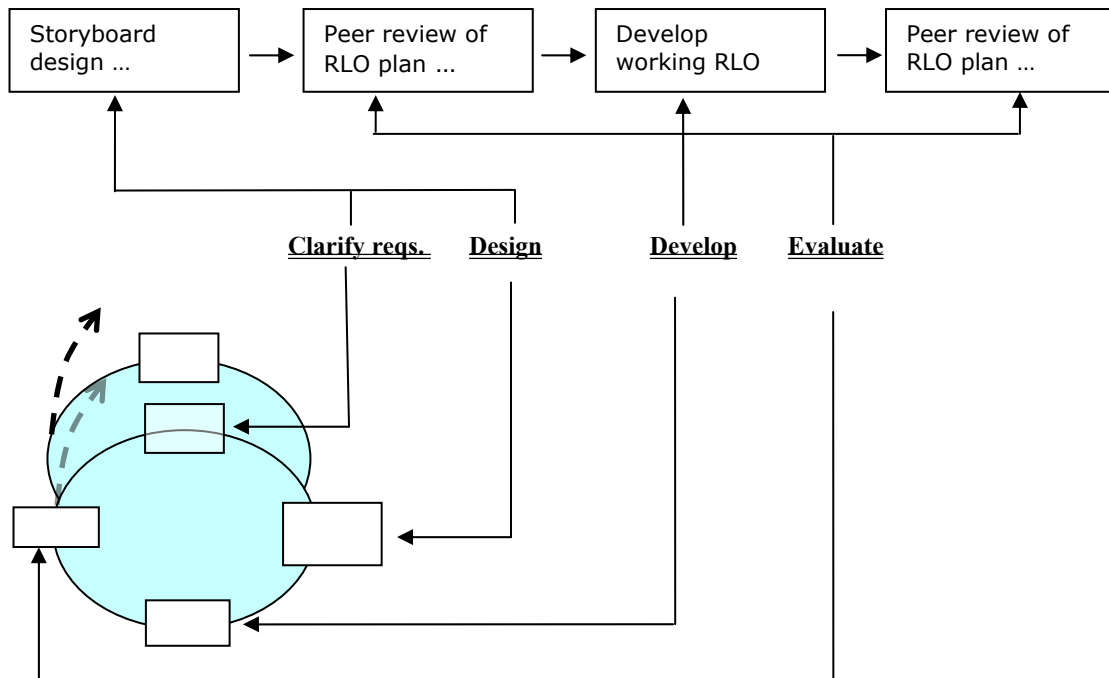 Storyboard
design ...
Peer review of
RLO plan ...
Develop
working RLO
Peer review of
RLO plan ...
Clarify reqs.
Design
Develop
Evaluate